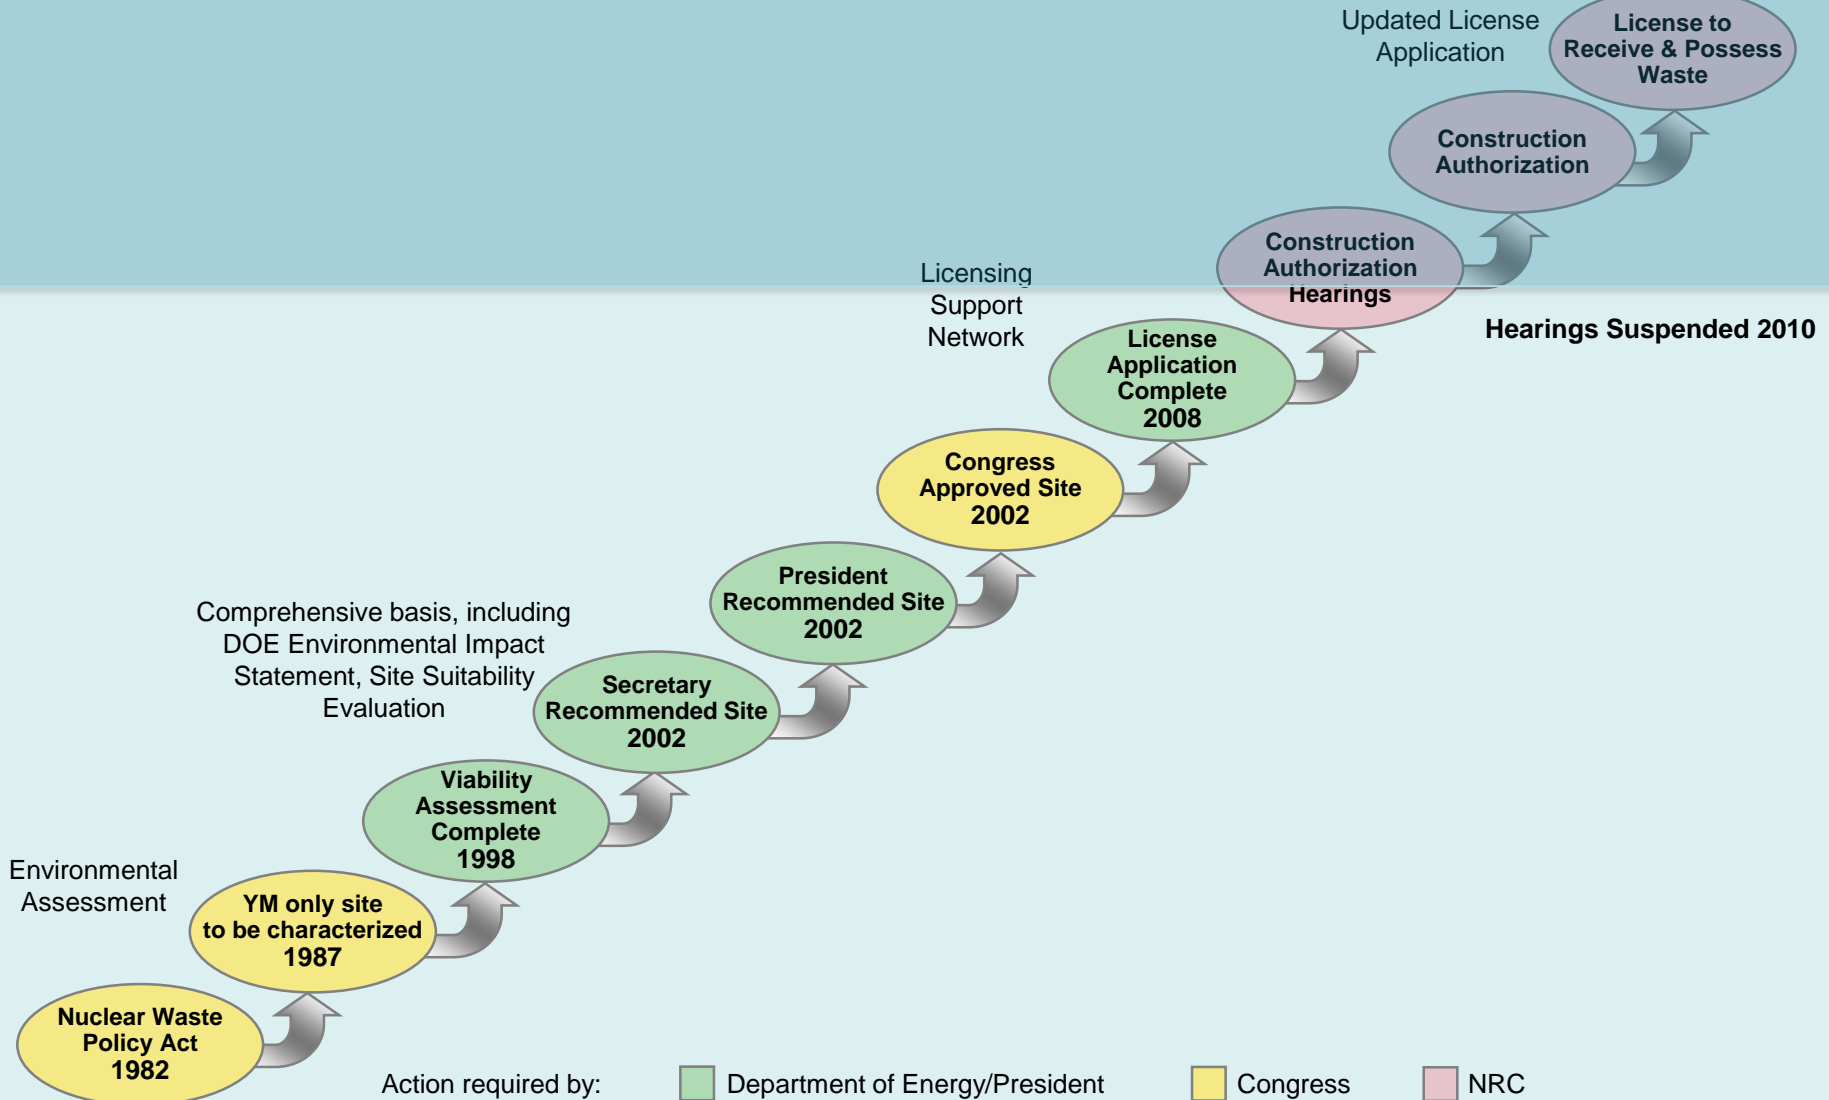 Updated License
Application
License to
Receive & Possess
Waste
Construction
Authorization
Construction
Authorization
Hearings
Hearings Suspended 2010
Licensing
Support
Network
License
Application
Complete
2008
Congress
Approved Site
2002
President
Recommended Site
2002
Comprehensive basis, including
DOE Environmental Impact
Statement, Site Suitability
Evaluation
Secretary
Recommended Site
2002
Viability
Assessment
Complete
1998
Environmental
Assessment
YM only site
to be characterized
1987
Nuclear Waste
Policy Act
1982
Action required by: Department of Energy/President Congress NRC